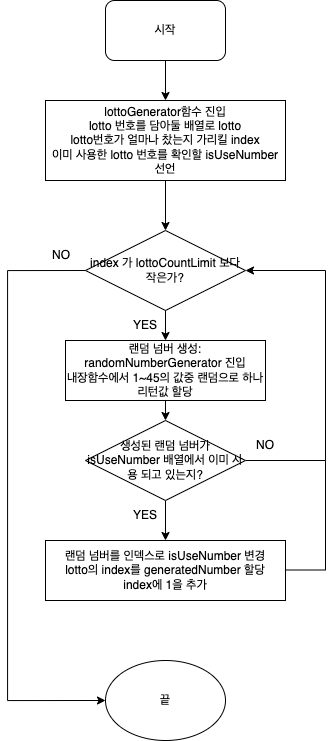 시작
lottoGenerator함수 진입
lotto 번호를 담아둘 배열로 lotto
lotto번호가 얼마나 찼는지 가리킬 index
이미 사용한 lotto 번호를 확인할 isUseNumber
선언
NO
index 가 lottoCountLimit 보다
작은가?
YES
랜덤 넘버 생성:
randomNumberGenerator 진입
내장함수에서 1~45의 값중 랜덤으로 하나
리턴값 할당
생성된 랜덤 넘버가
isUseNumber 배열에서 이미 사
용 되고 있는지?
NO
YES
랜덤 넘버를 인덱스로 isUseNumber 변경
lotto의 index를 generatedNumber 할당
index에 1을 추가
끝